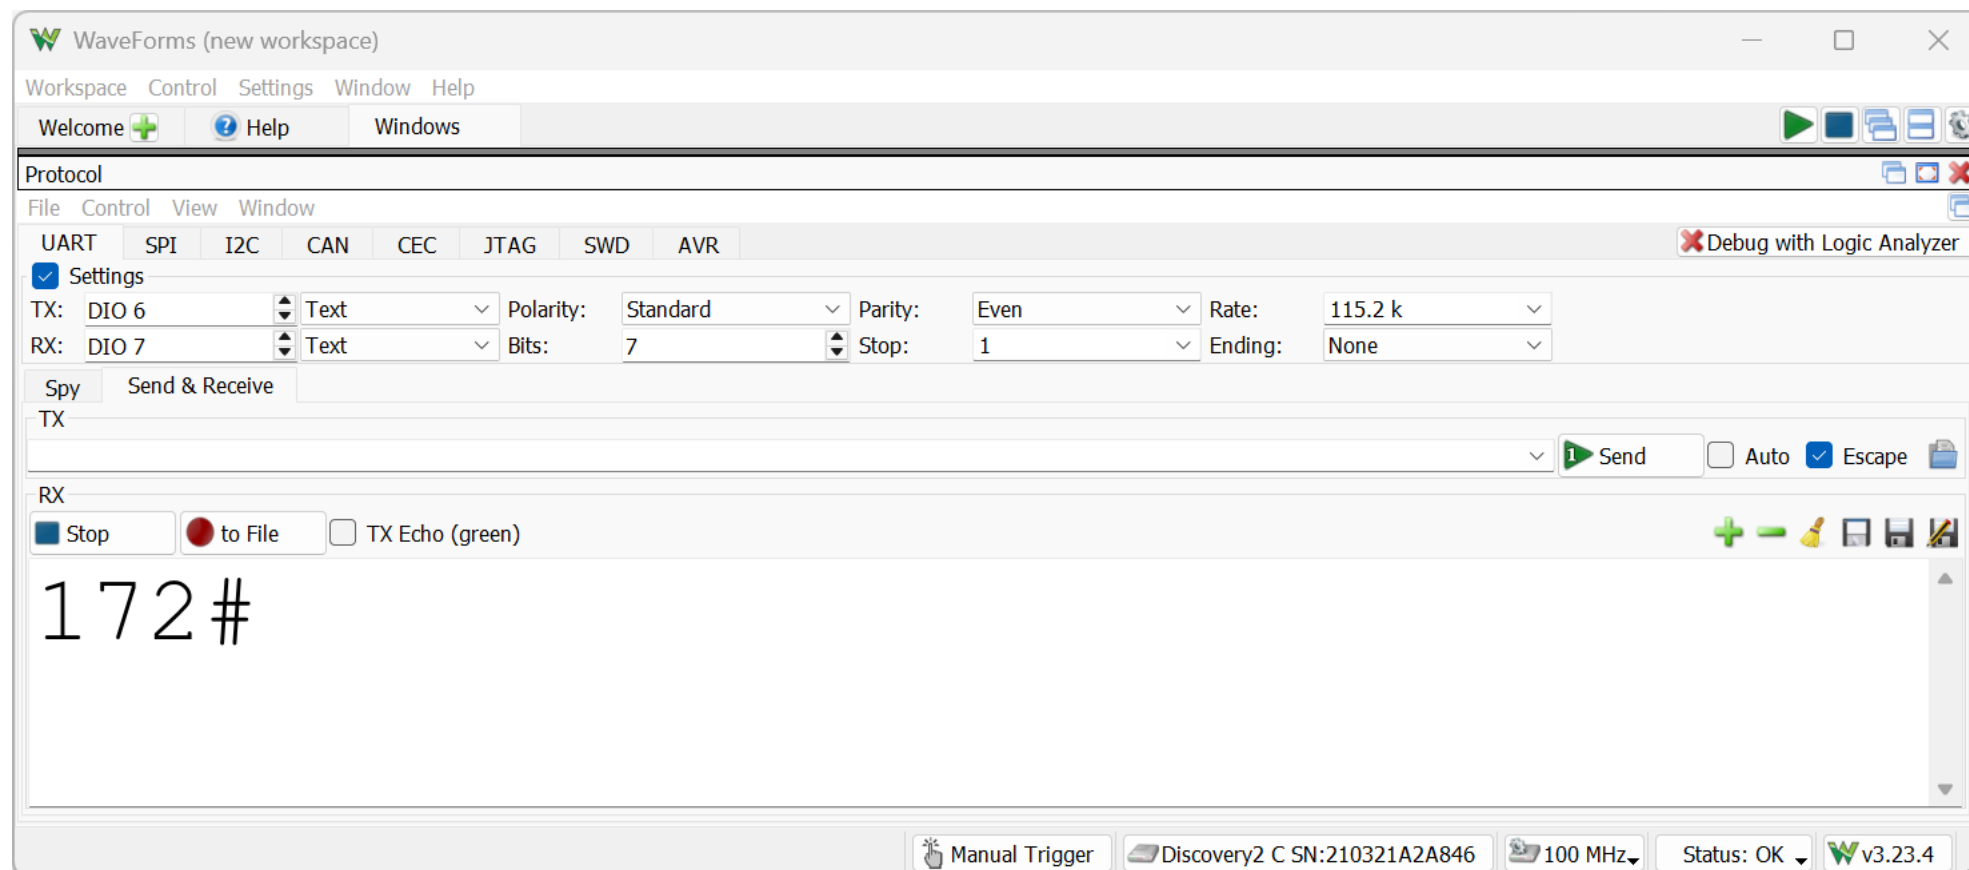 WaveForms (new workspace)
Workspace Control Settings Window Help
Welcome Help Windows
Protocol
File Control View Window
UART SPI I2C CAN CEC JTAG SWD AVR Debug with Logic Analyzer
Settings
TX: DIO 6 Text Polarity: Standard Parity: Even Rate: 115.2 k
RX: DIO 7 Text Bits: 7 Stop: 1 Ending: None
Spy Send & Receive
TX
1 Send Auto Escape
RX
Stop to File TX Echo (green)
172#
Manual Trigger Discovery2 C SN:210321A2A846 100 MHz Status: OK v3.23.4